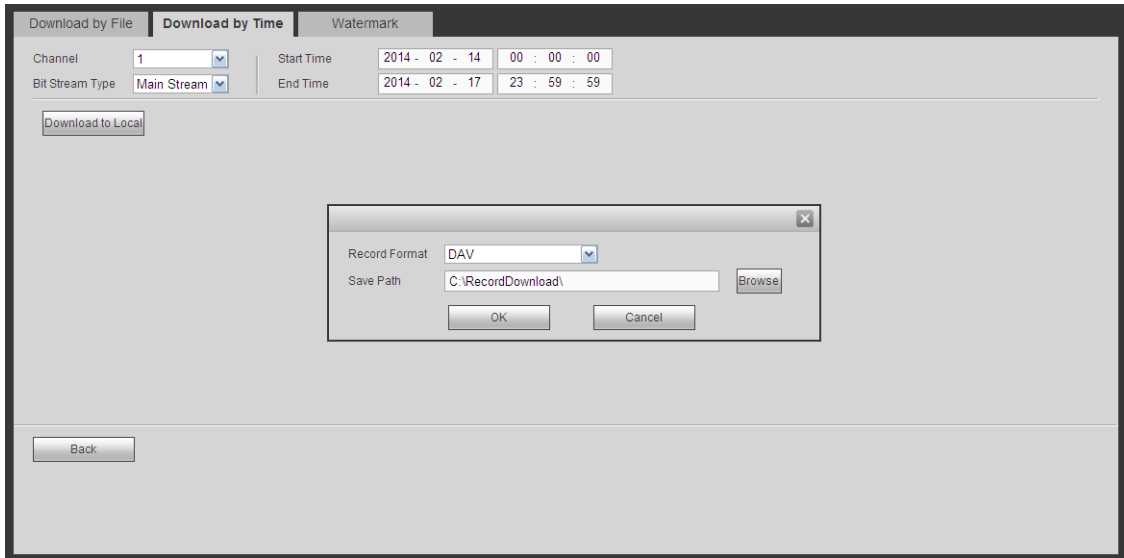 Download by File Download by Time Watermark
Channel 1 Start Time 2014 - 02 - 14 00 : 00 : 00
Bit Stream Type Main Stream End Time 2014 - 02 - 17 23 : 59 : 59
Download to Local
Record Format DAV
Save Path C:\RecordDownload\ Browse
OK Cancel
Back